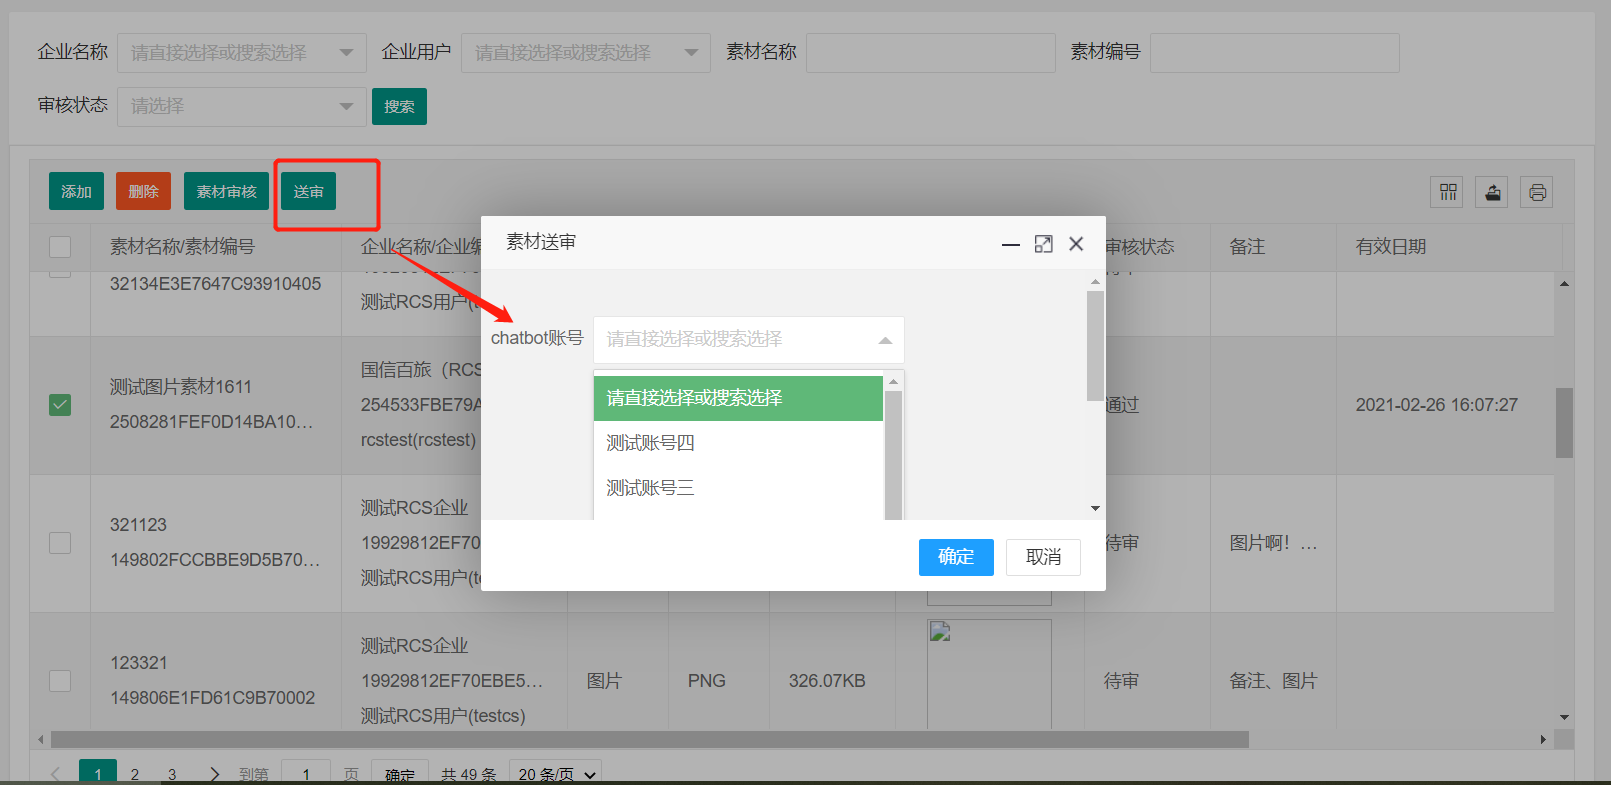 企业名称 请直接选择或搜索选择 企业用户 请直接选择或搜索选择 素材名称 素材编号
审核状态 请选择 搜索
添加 删除 素材审核 送审
素材名称/素材编号 企业名称/企业编 审核状态 备注 有效日期
32134E3E7647C93910405
测试RCS用户(t
测试图片素材1611
2508281FEF0D14BA10...
国信百旅（RCS
254533FBE79A
rcstest(rcstest)
通过
2021-02-26 16:07:27
321123
149802FCCBBE9D5B70...
测试RCS企业
19929812EF70
测试RCS用户(te
待审
图片啊！...
123321
149806E1FD61C9B70002
测试RCS企业
19929812EF70EBE5...
测试RCS用户(testcs)
图片
PNG
326.07KB
待审
备注、图片
1 2 3 到第 1 页 确定 共 49 条 20 条/页
素材送审
chatbot账号 请直接选择或搜索选择
请直接选择或搜索选择
测试账号四
测试账号三
确定 取消